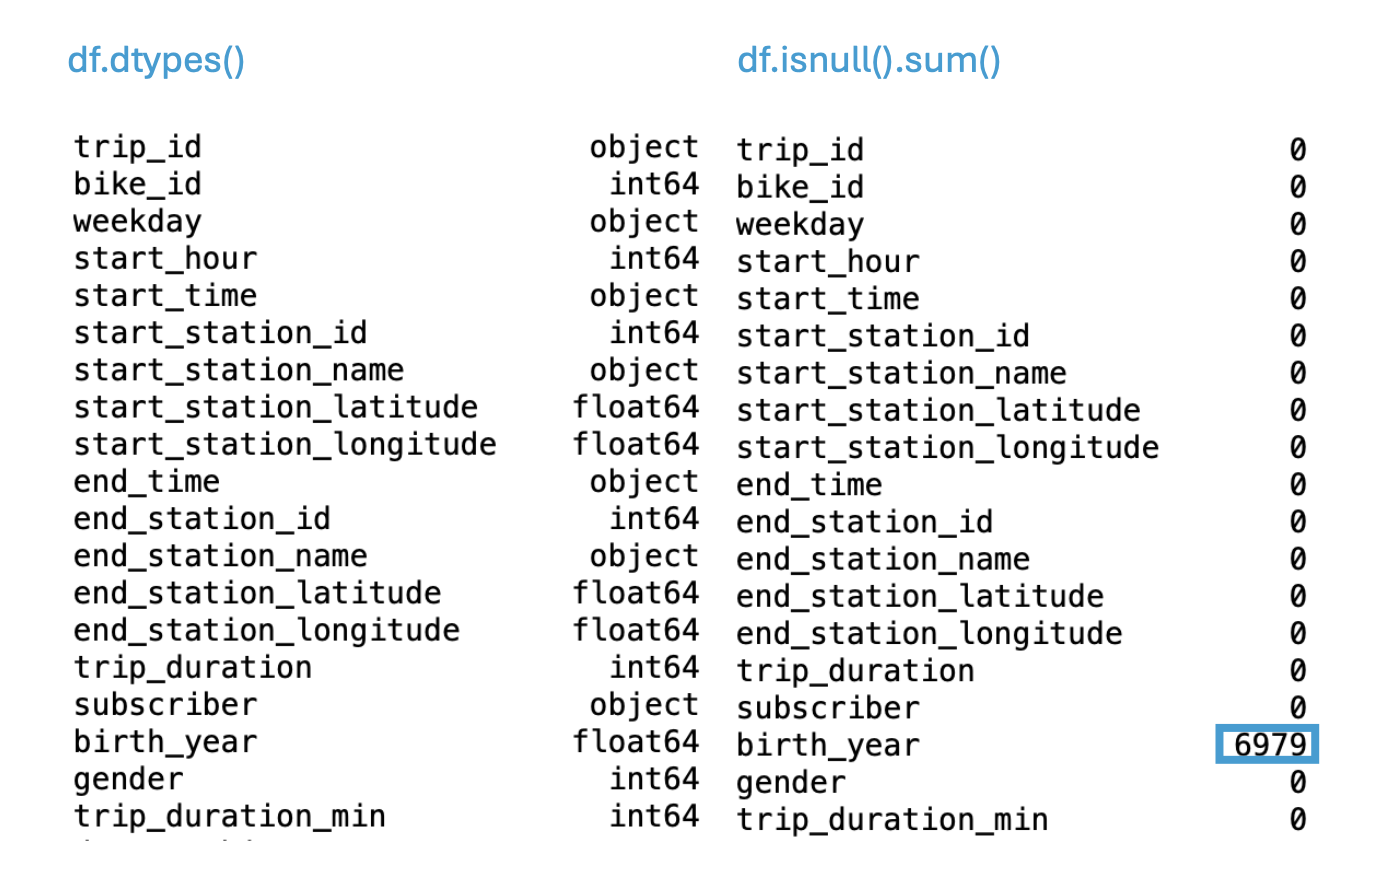 df.dtypes()
trip_id object
bike_id int64
weekday object
start_hour int64
start_time object
start_station_id int64
start_station_name object
start_station_latitude float64
start_station_longitude float64
end_time object
end_station_id int64
end_station_name object
end_station_latitude float64
end_station_longitude float64
trip_duration int64
subscriber object
birth_year float64
gender int64
trip_duration_min int64
df.isnull().sum()
trip_id 0
bike_id 0
weekday 0
start_hour 0
start_time 0
start_station_id 0
start_station_name 0
start_station_latitude 0
start_station_longitude 0
end_time 0
end_station_id 0
end_station_name 0
end_station_latitude 0
end_station_longitude 0
trip_duration 0
subscriber 0
birth_year 6979
gender 0
trip_duration_min 0